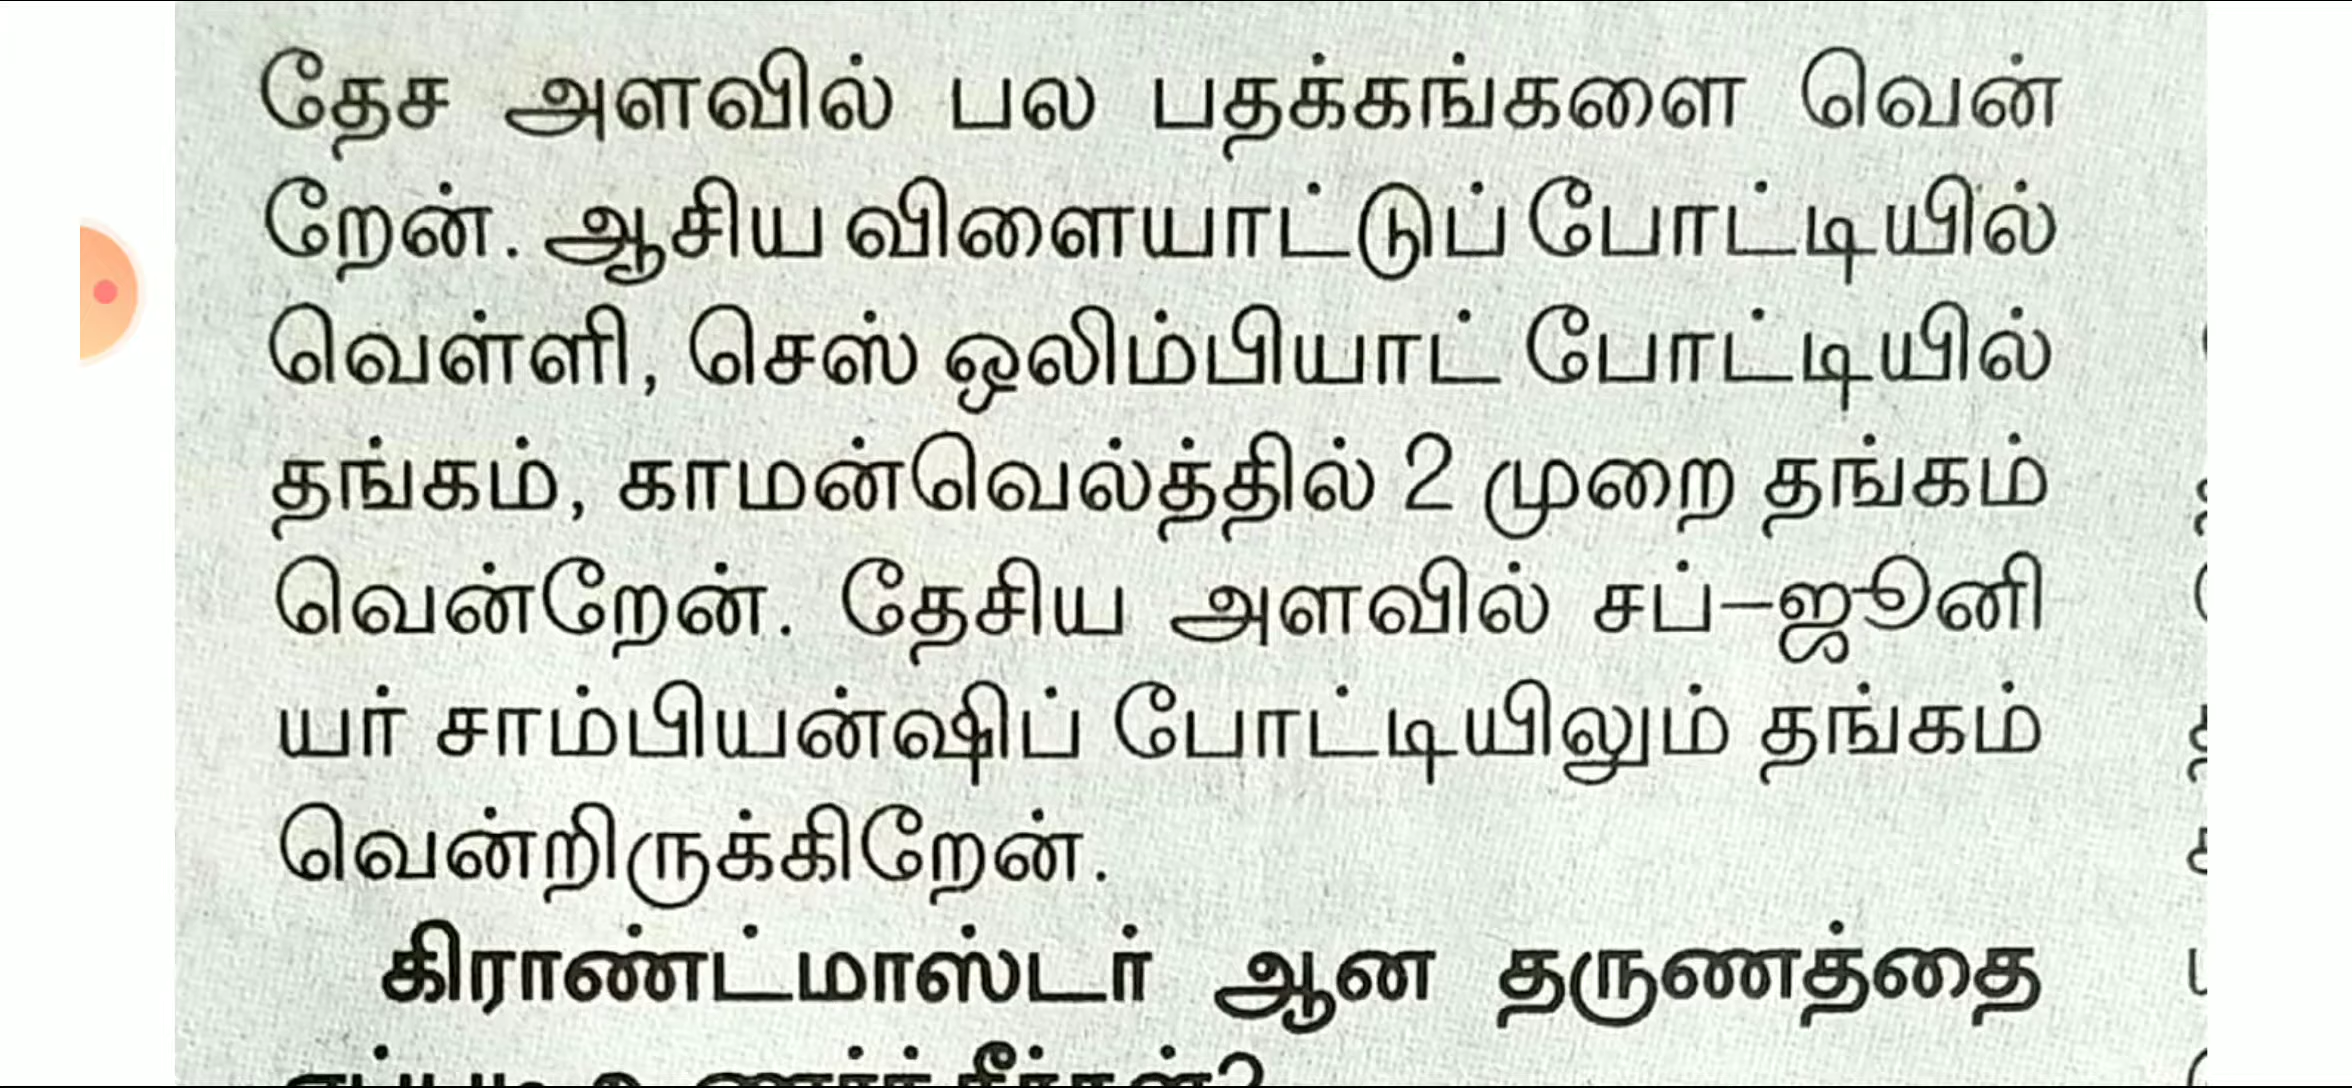 தேச அளவில் பல பதக்கங்களை வென்
றேன். ஆசிய விளையாட்டுப் போட்டியில்
வெள்ளி, செஸ் ஒலிம்பியாட் போட்டியில்
தங்கம், காமன்வெல்த்தில் 2 முறை தங்கம்
வென்றேன். தேசிய அளவில் சப்–ஜூனி
யர் சாம்பியன்ஷிப் போட்டியிலும் தங்கம்
வென்றிருக்கிறேன்.
கிராண்ட்மாஸ்டர் ஆன தருணத்தை